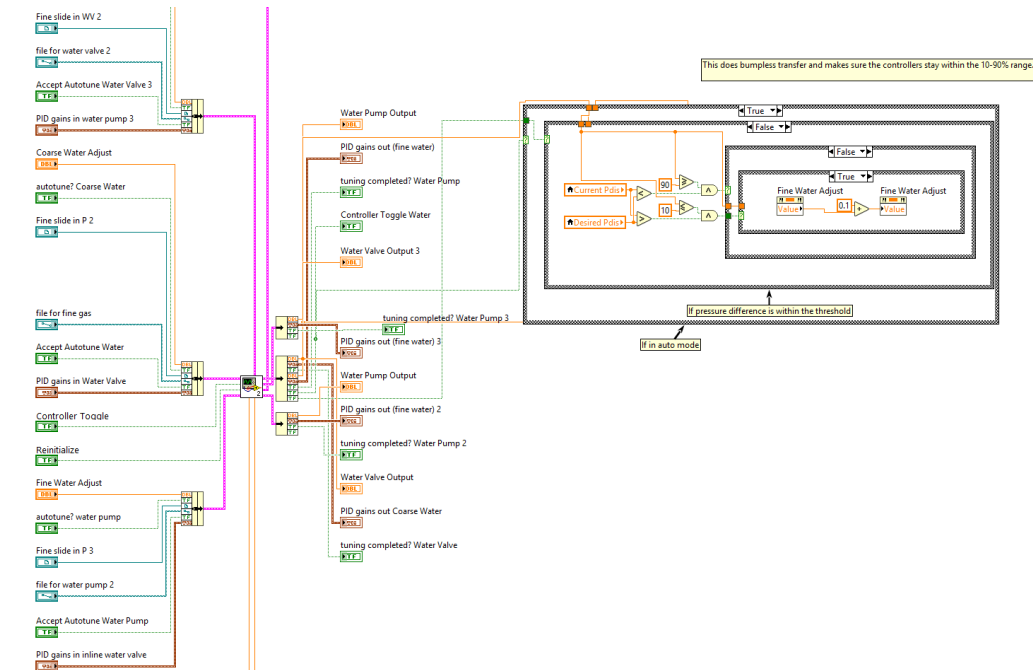 Fine slide in WV 2
file for water valve 2
Accept Autotune Water Valve 3
TF
PID gains in water pump 3
Coarse Water Adjust
DBL
autotune? Coarse Water
TF
Fine slide in P 2
file for fine gas
Accept Autotune Water
TF
PID gains in Water Valve
Controller Toggle
TF
Reinitialize
TF
Fine Water Adjust
DBL
autotune? water pump
TF
Fine slide in P 3
file for water pump 2
Accept Autotune Water Pump
TF
PID gains in inline water valve
2
Water Pump Output
DBL
PID gains out (fine water)
tuning completed? Water Pump
TF
Controller Toggle Water
TF
Water Valve Output 3
DBL
tuning completed? Water Pump 3
TF
PID gains out (fine water) 3
Water Pump Output
DBL
PID gains out (fine water) 2
tuning completed? Water Pump 2
TF
Water Valve Output
DBL
PID gains out Coarse Water
tuning completed? Water Valve
TF
This does bumpless transfer and makes sure the controllers stay within the 10-90% range.
True
False
False
True
Current Pdis
Desired Pdis
90
10
Fine Water Adjust
Value
0.1
Fine Water Adjust
Value
If pressure difference is within the threshold
If in auto mode